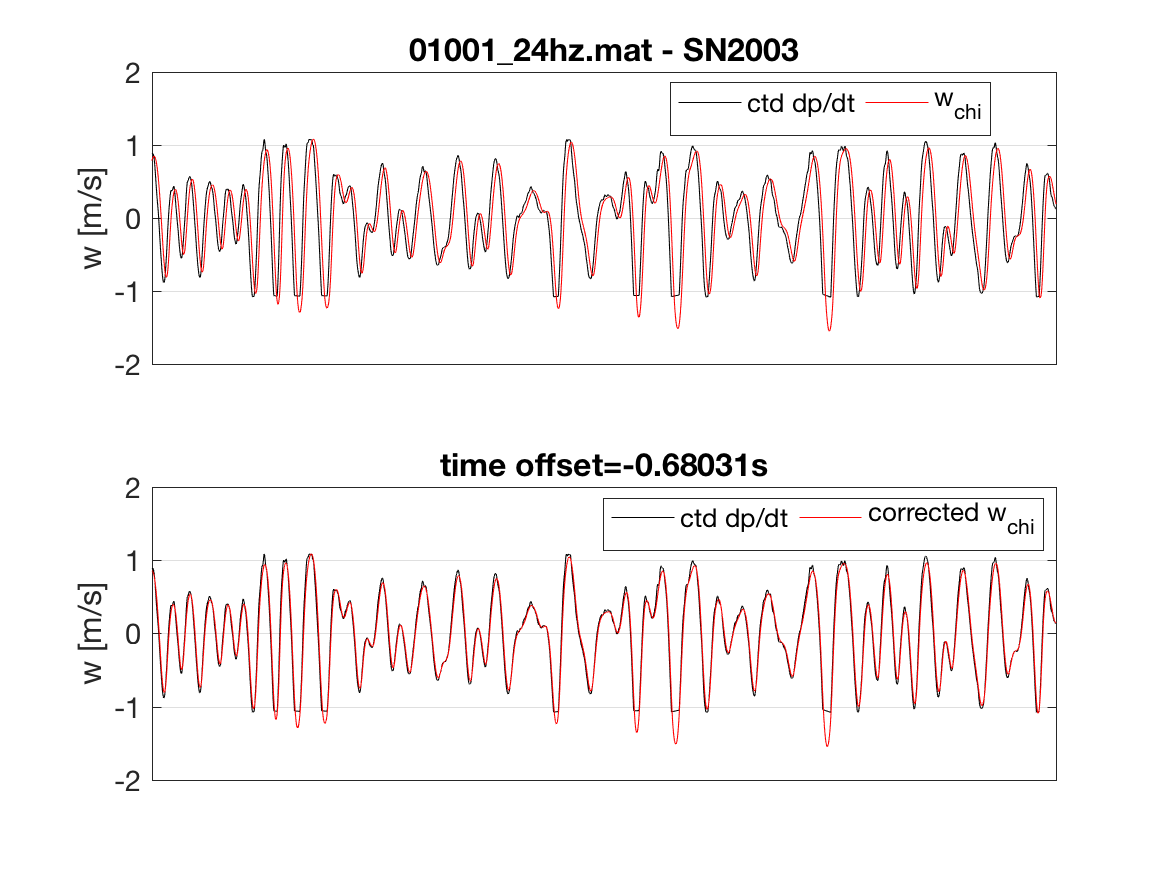 01001_24hz.mat - SN2003
ctd dp/dt w_chi
2
1
0
-1
-2
w [m/s]
time offset=-0.68031s
ctd dp/dt corrected w_chi
2
1
0
-1
-2
w [m/s]